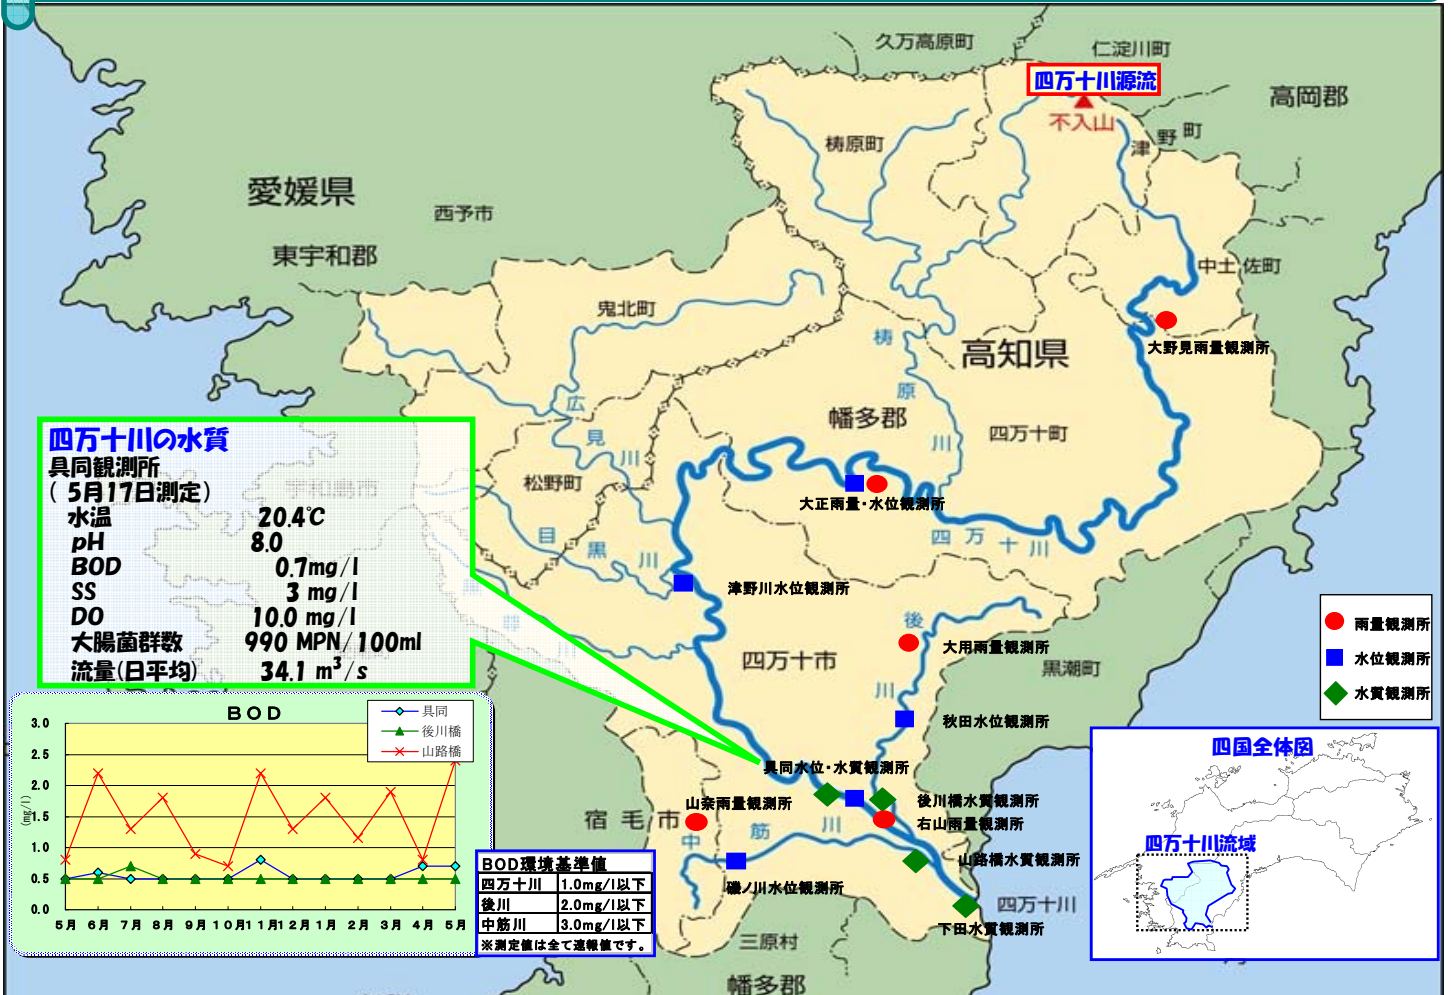 久万高原町
仁淀川町
四万十川源流
不入山
高岡郡
津野町
梼原町
愛媛県
西予市
東宇和郡
鬼北町
中土佐町
大野見雨量観測所
高知県
梼原川
幡多郡
四万十町
広見川
松野町
宇和島市
大正雨量・水位観測所
四万十川
目黒川
津野川水位観測所
四万十川の水質
具同観測所
( 5月17日測定)
水温 20.4℃
pH 8.0
BOD 0.7mg/l
SS 3 mg/l
DO 10.0 mg/l
大腸菌群数 990 MPN/100ml
流量(日平均) 34.1 m³/s
後川
大用雨量観測所
四万十市
黒潮町
秋田水位観測所
雨量観測所
水位観測所
水質観測所
BOD
具同
後川橋
山路橋
(mg/l)
3.0
2.5
2.0
1.5
1.0
0.5
0.0
5月 6月 7月 8月 9月 10月 11月 12月 1月 2月 3月 4月 5月
具同水位・水質観測所
山奈雨量観測所
後川橋水質観測所
宿毛市
右山雨量観測所
中筋川
山路橋水質観測所
磯ノ川水位観測所
四万十川
下田水質観測所
三原村
幡多郡
BOD環境基準値
四万十川 1.0mg/l以下
後川 2.0mg/l以下
中筋川 3.0mg/l以下
※測定値は全て速報値です。
四国全体図
四万十川流域